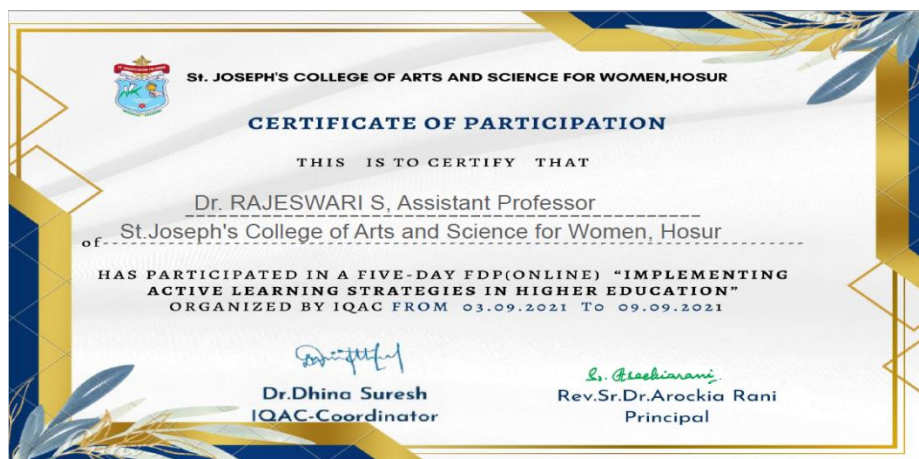 St. JOSEPH'S COLLEGE OF ARTS AND SCIENCE FOR WOMEN,HOSUR
CERTIFICATE OF PARTICIPATION
THIS IS TO CERTIFY THAT
Dr. RAJESWARI S, Assistant Professor
of St.Joseph's College of Arts and Science for Women, Hosur
HAS PARTICIPATED IN A FIVE-DAY FDP(ONLINE) "IMPLEMENTING
ACTIVE LEARNING STRATEGIES IN HIGHER EDUCATION"
ORGANIZED BY IQAC FROM 03.09.2021 To 09.09.2021
Dr.Dhina Suresh
IQAC-Coordinator
Rev.Sr.Dr.Arockia Rani
Principal